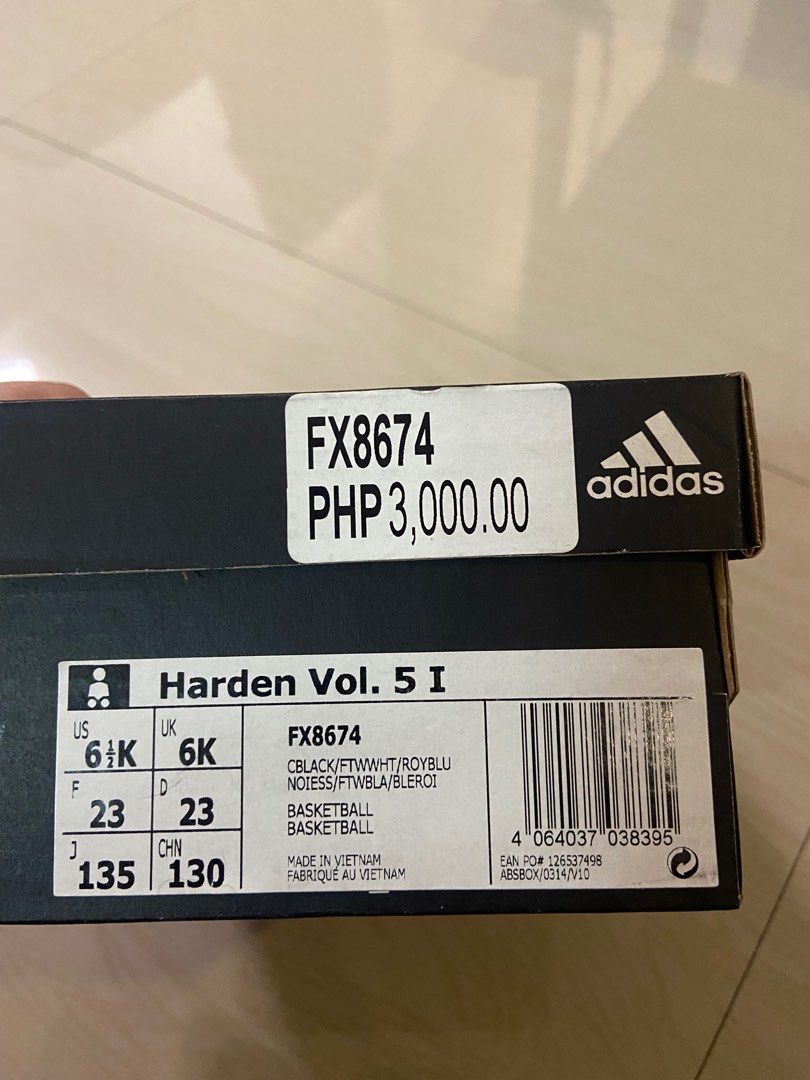 FX8674
PHP 3,000.00
adidas
Harden Vol. 5 I
US
6½K
UK
6K
F
23
D
23
J
135
CHN
130
FX8674
CBLACK/FTWWHT/ROYBLU
NOIESS/FTWBLA/BLEROI
BASKETBALL
BASKETBALL
MADE IN VIETNAM
FABRIQUÉ AU VIETNAM
4 064037 038395
EAN PO# 126537498
ABSBOX/0314/V10